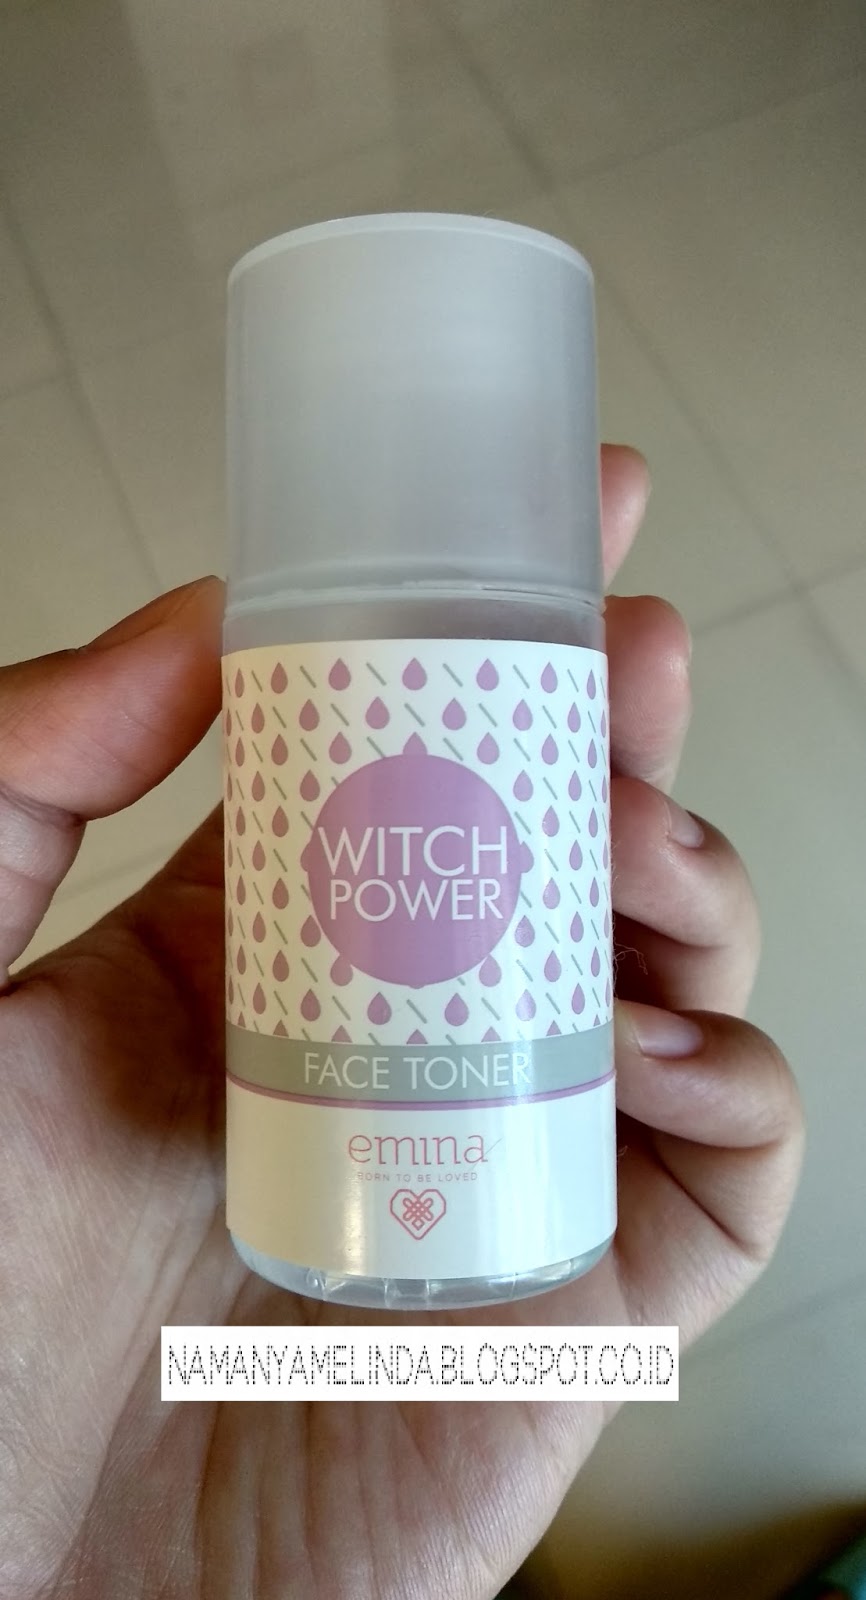 WITCH
POWER
FACE TONER
emina
BORN TO BE LOVED
NAMANYAMELINDA.BLOGSPOT.CO.ID